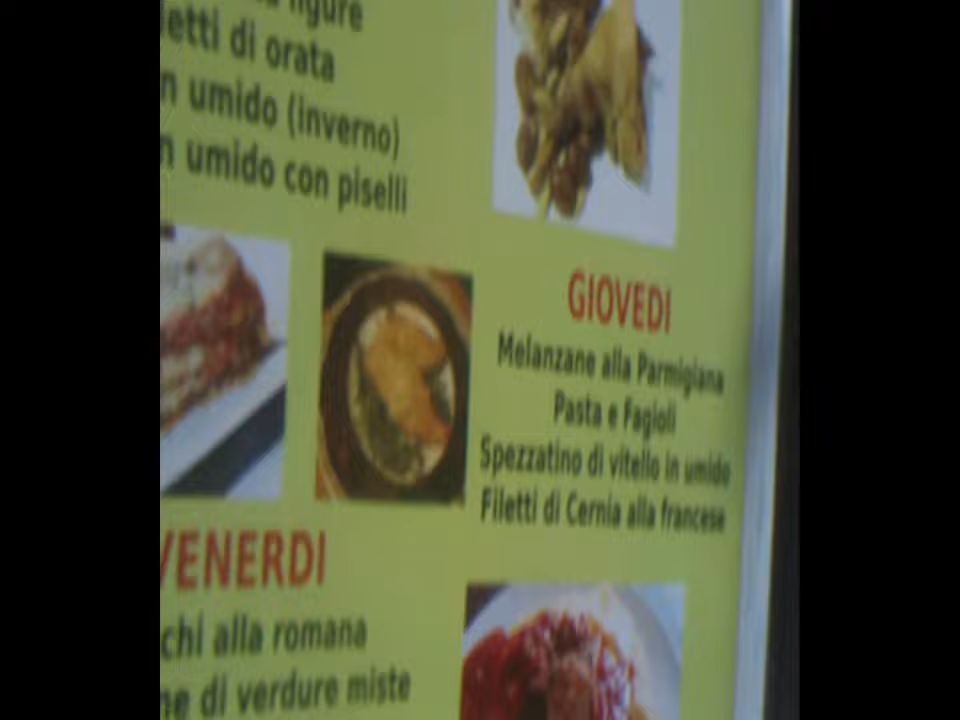 ligure
etti di orata
n umido (inverno)
n umido con piselli
GIOVEDI
Melanzane alla Parmigiana
Pasta e Fagioli
Spezzatino di vitello in umido
Filetti di Cernia alla francese
VENERDI
chi alla romana
ne di verdure miste